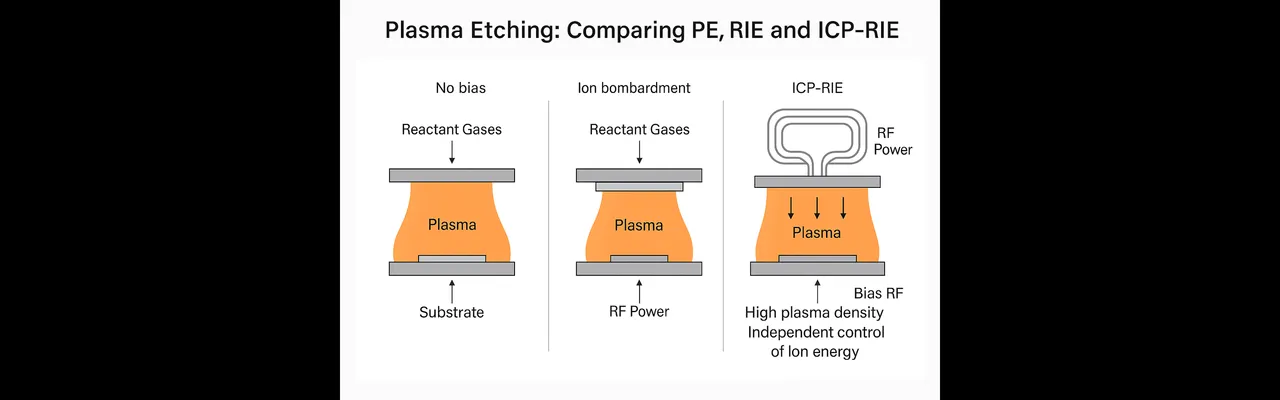 Plasma Etching: Comparing PE, RIE and ICP-RIE
No bias
Reactant Gases
Plasma
Substrate
Ion bombardment
Reactant Gases
Plasma
RF Power
ICP-RIE
RF
Power
Plasma
Bias RF
High plasma density
Independent control
of Ion energy